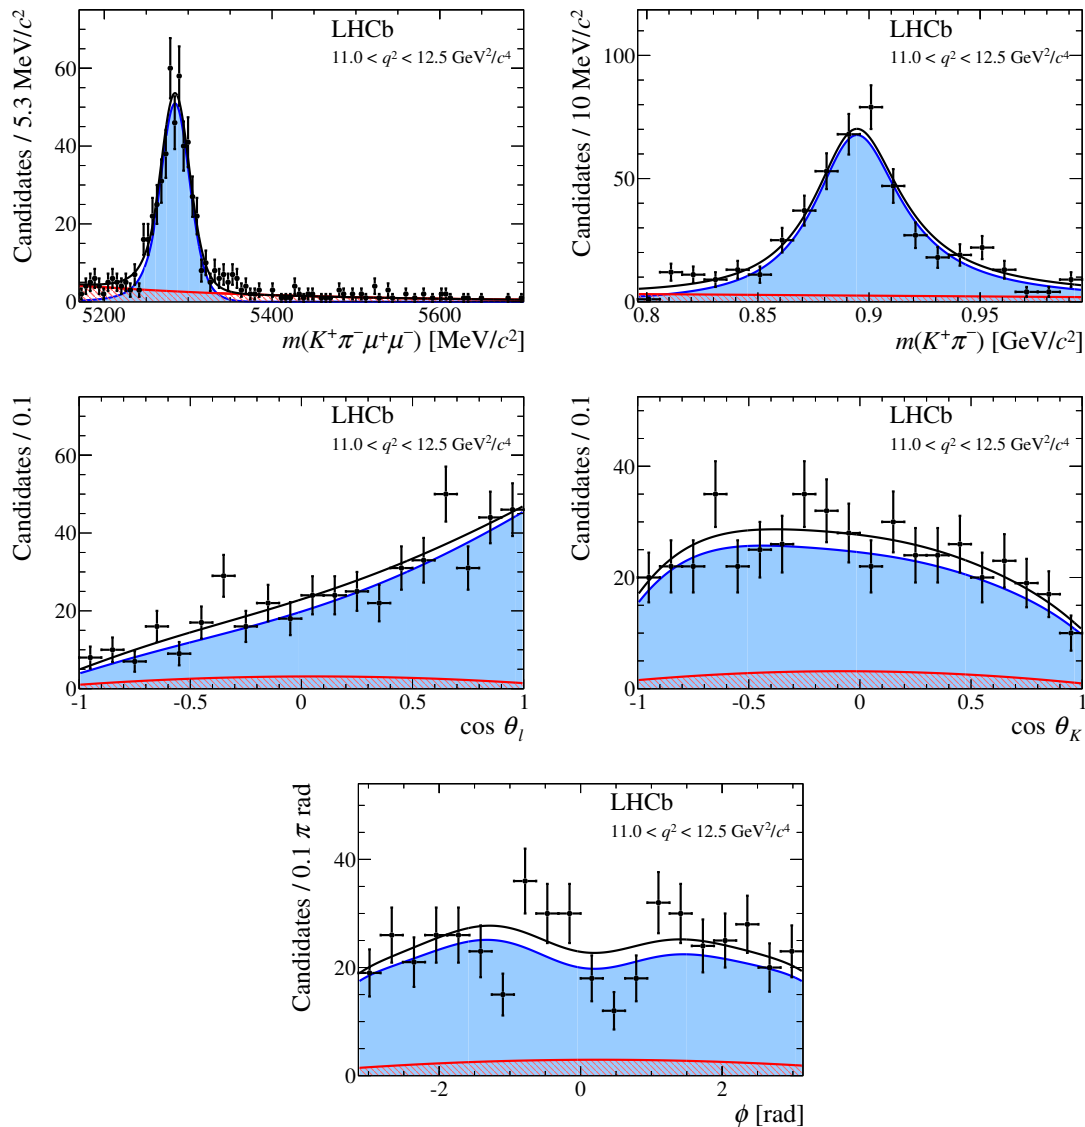 Candidates / 5.3 MeV/c²
60
40
20
0
LHCb
11.0 < q² < 12.5 GeV²/c⁴
5200 5400 5600
m(K⁺π⁻μ⁺μ⁻) [MeV/c²]
Candidates / 10 MeV/c²
100
50
0
LHCb
11.0 < q² < 12.5 GeV²/c⁴
0.8 0.85 0.9 0.95
m(K⁺π⁻) [GeV/c²]
Candidates / 0.1
60
40
20
0
LHCb
11.0 < q² < 12.5 GeV²/c⁴
-1 -0.5 0 0.5 1
cos θₗ
Candidates / 0.1
40
20
0
LHCb
11.0 < q² < 12.5 GeV²/c⁴
-1 -0.5 0 0.5 1
cos θ_K
Candidates / 0.1 π rad
40
20
0
LHCb
11.0 < q² < 12.5 GeV²/c⁴
-2 0 2
ϕ [rad]